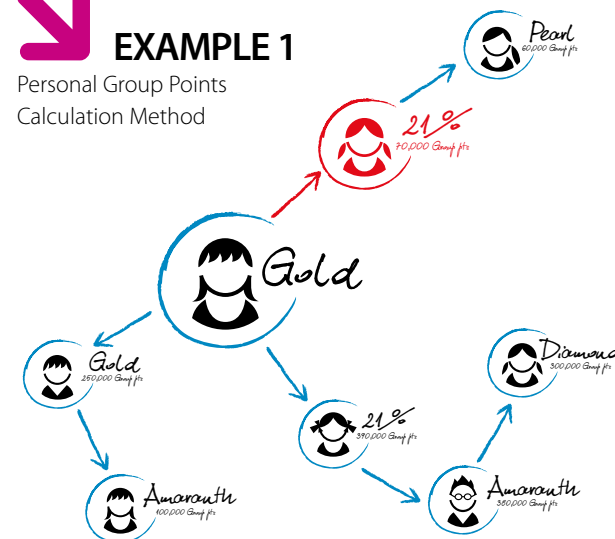 EXAMPLE 1
Personal Group Points
Calculation Method
Pearl
60,000 Group pts
21%
70,000 Group pts
Gold
Gold
250,000 Group pts
Diamond
300,000 Group pts
21%
390,000 Group pts
Amaranth
100,000 Group pts
Amaranth
380,000 Group pts